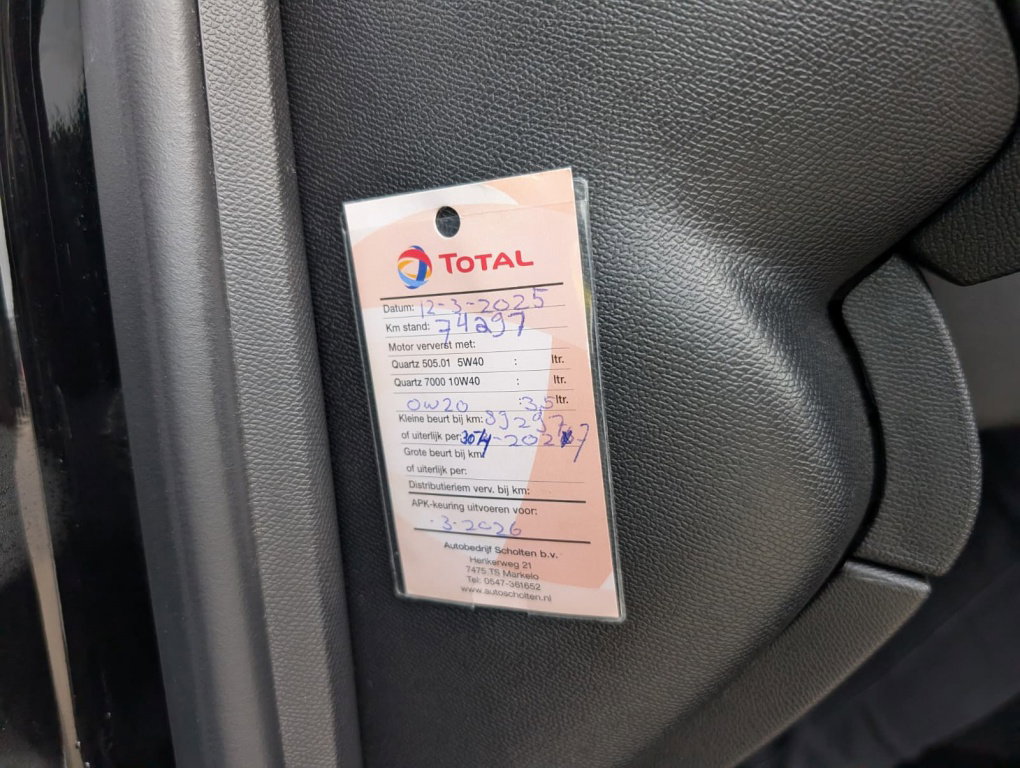 TOTAL
Datum: 12-3-2025
Km stand: 74297
Motor ververst met:
Quartz 505.01 5W40 : ltr.
Quartz 7000 10W40 : ltr.
0W20 : 3,5 ltr.
Kleine beurt bij km: 89297
of uiterlijk per:
Grote beurt bij km:
of uiterlijk per:
Distributieriem verv. bij km:
APK-keuring uitvoeren voor:
-3-2026
Autobedrijf Scholten b.v.
Herikerweg 21
7475 TS Markelo
Tel: 0547-361652
www.autoscholten.nl